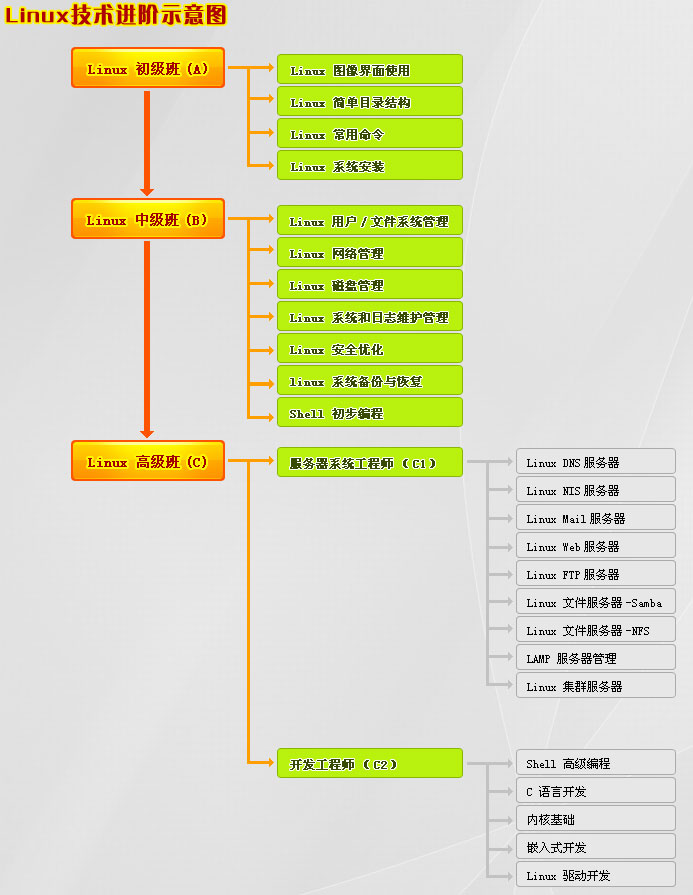 Linux技术进阶示意图
Linux 初级班 (A)
Linux 图像界面使用
Linux 简单目录结构
Linux 常用命令
Linux 系统安装
Linux 中级班 (B)
Linux 用户 / 文件系统管理
Linux 网络管理
Linux 磁盘管理
Linux 系统和日志维护管理
Linux 安全优化
linux 系统备份与恢复
Shell 初步编程
Linux 高级班 (C)
服务器系统工程师 (C1)
Linux DNS 服务器
Linux NIS 服务器
Linux Mail 服务器
Linux Web 服务器
Linux FTP 服务器
Linux 文件服务器 -Samba
Linux 文件服务器 -NFS
LAMP 服务器管理
Linux 集群服务器
开发工程师 (C2)
Shell 高级编程
C 语言开发
内核基础
嵌入式开发
Linux 驱动开发